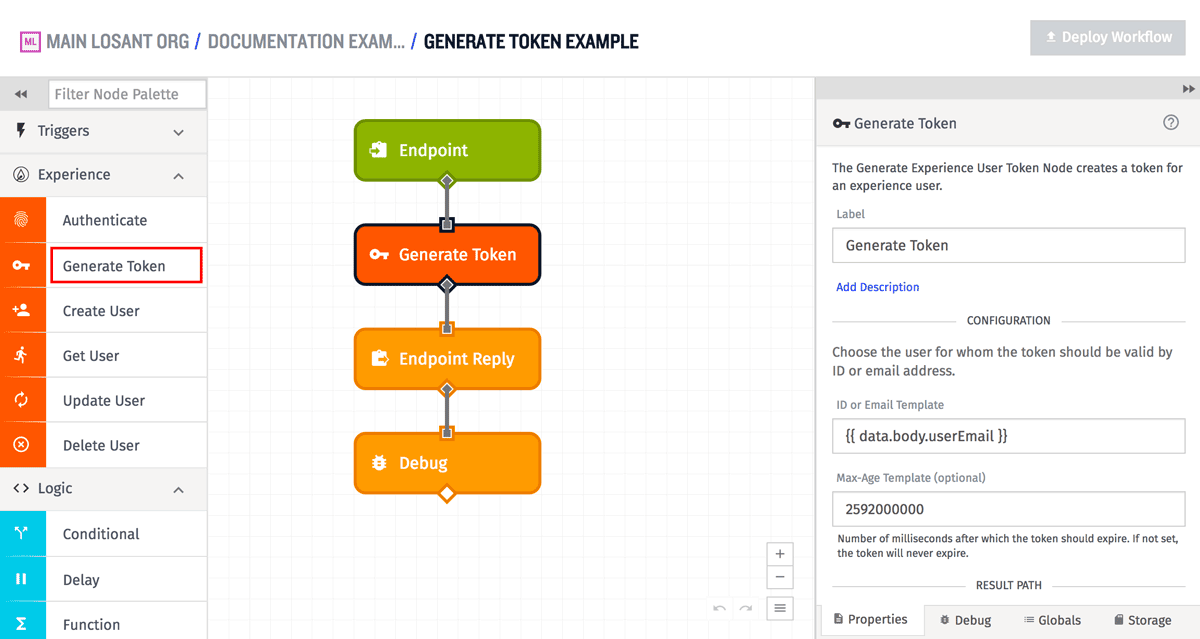 ML MAIN LOSANT ORG / DOCUMENTATION EXAM... / GENERATE TOKEN EXAMPLE
Deploy Workflow
Filter Node Palette
Triggers
Experience
Authenticate
Generate Token
Create User
Get User
Update User
Delete User
Logic
Conditional
Delay
Function
Endpoint
Generate Token
Endpoint Reply
Debug
Generate Token
The Generate Experience User Token Node creates a token for
an experience user.
Label
Generate Token
Add Description
CONFIGURATION
Choose the user for whom the token should be valid by
ID or email address.
ID or Email Template
{{ data.body.userEmail }}
Max-Age Template (optional)
2592000000
Number of milliseconds after which the token should expire. If not set,
the token will never expire.
RESULT PATH
Properties
Debug
Globals
Storage